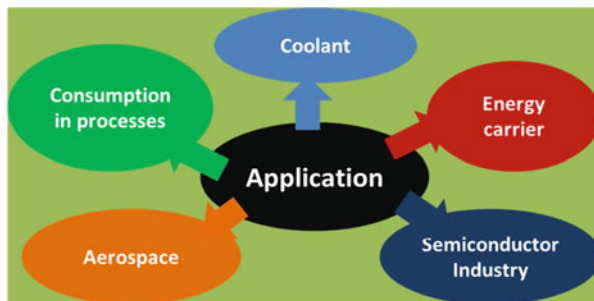 Coolant
Consumption
in processes
Energy
carrier
Application
Aerospace
Semiconductor
Industry